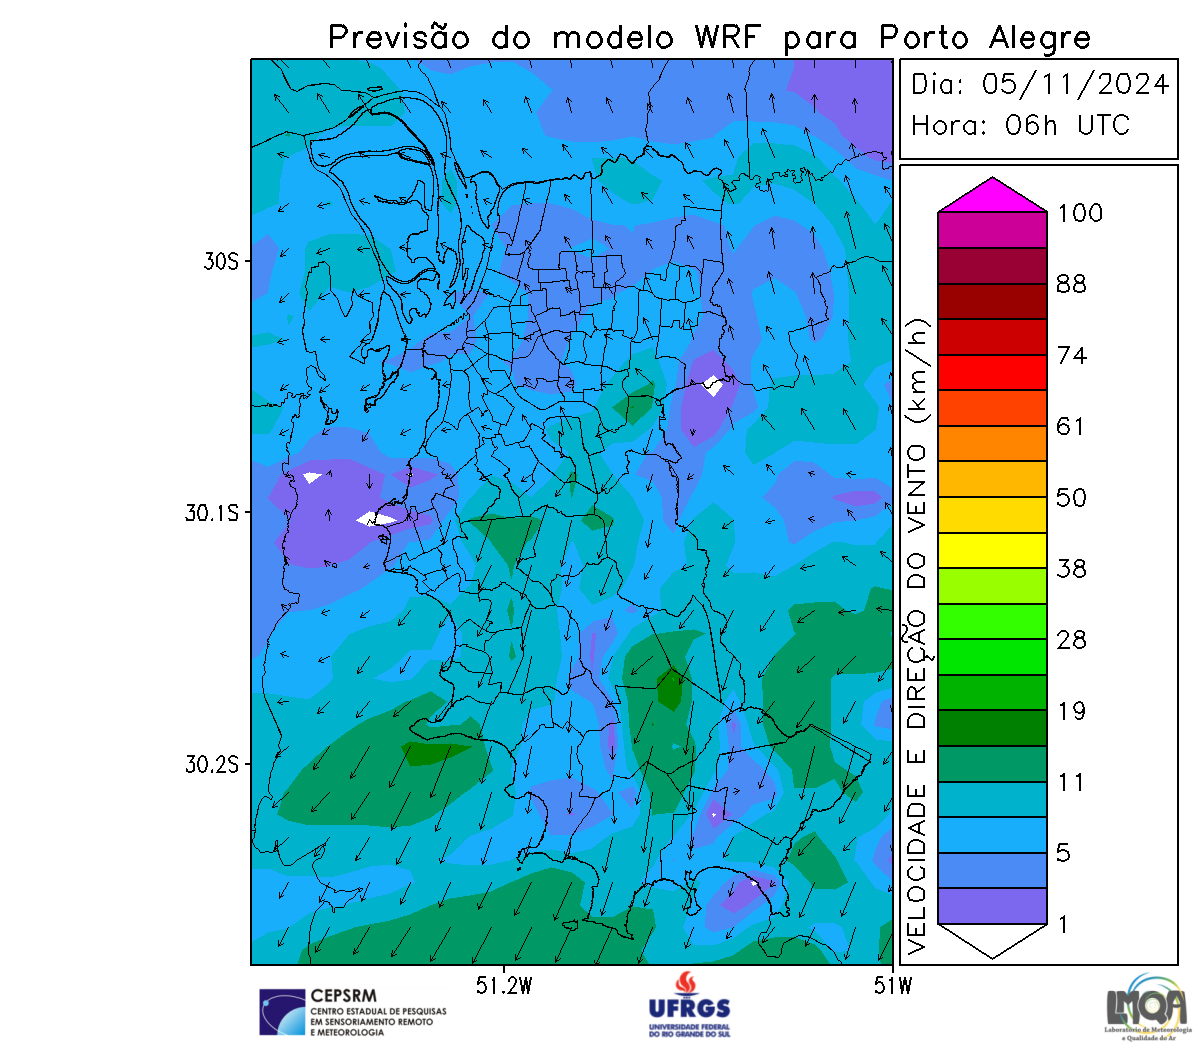 Previsão do modelo WRF para Porto Alegre
Dia: 05/11/2024
Hora: 06h UTC
30S
30.1S
30.2S
51.2W
51W
VELOCIDADE E DIREÇÃO DO VENTO (km/h)
100
88
74
61
50
38
28
19
11
5
1
CEPSRM
CENTRO ESTADUAL DE PESQUISAS
EM SENSORIAMENTO REMOTO
E METEOROLOGIA
UFRGS
UNIVERSIDADE FEDERAL
DO RIO GRANDE DO SUL
LMQA
Laboratório de Meteorologia
e Qualidade do Ar